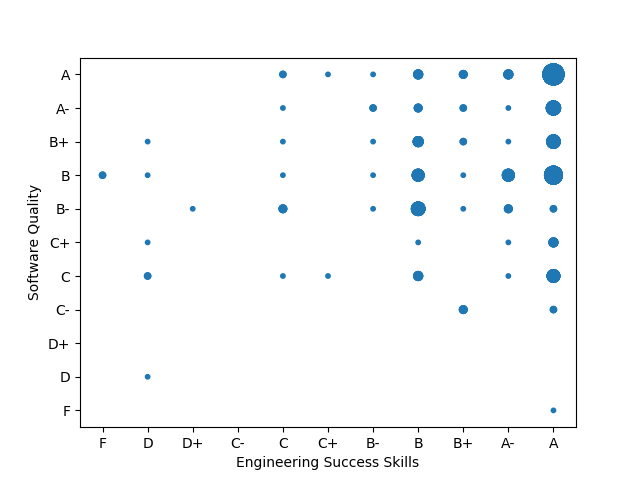 Software Quality
A
A-
B+
B
B-
C+
C
C-
D+
D
F
F D D+ C- C C+ B- B B+ A- A
Engineering Success Skills